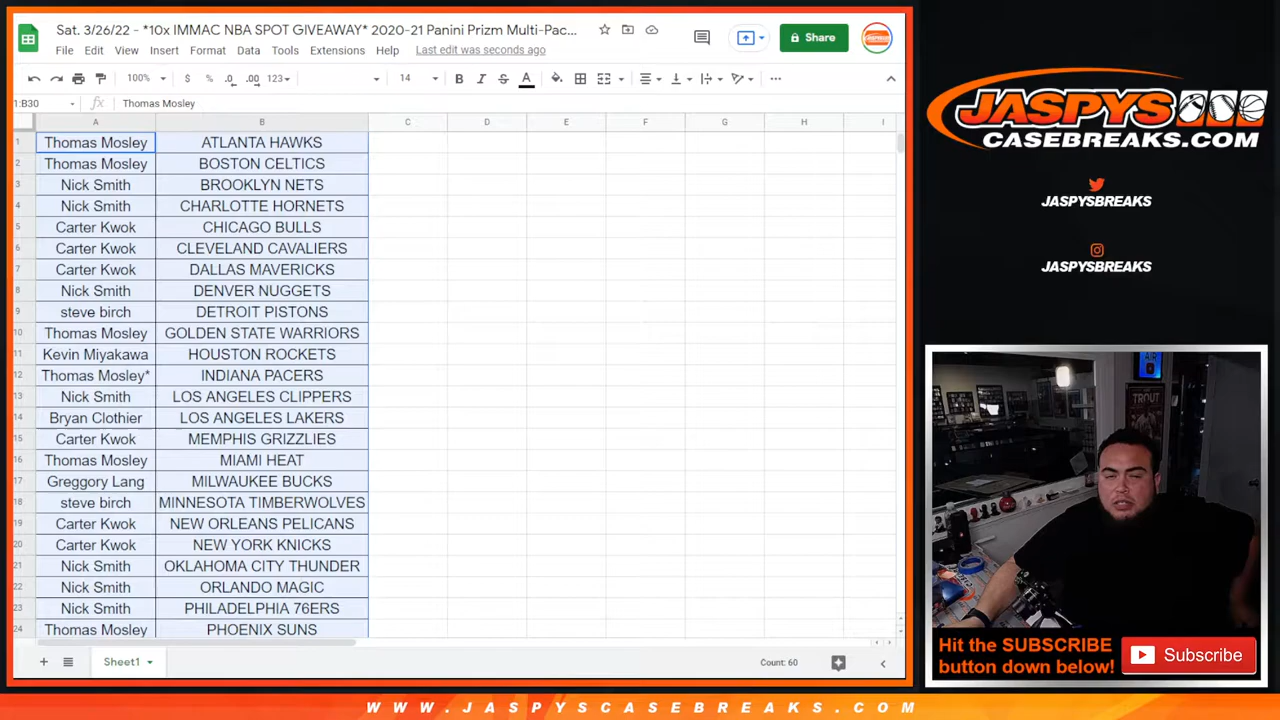 Sat. 3/26/22 - *10x IMMAC NBA SPOT GIVEAWAY* 2020-21 Panini Prizm Multi-Pac...
File Edit View Insert Format Data Tools Extensions Help Last edit was seconds ago
Share
100% $ % .0 .00 123 14 B I S A
1:B30 fx Thomas Mosley
A B C D E F G H I
1 Thomas Mosley ATLANTA HAWKS
2 Thomas Mosley BOSTON CELTICS
3 Nick Smith BROOKLYN NETS
4 Nick Smith CHARLOTTE HORNETS
5 Carter Kwok CHICAGO BULLS
6 Carter Kwok CLEVELAND CAVALIERS
7 Carter Kwok DALLAS MAVERICKS
8 Nick Smith DENVER NUGGETS
9 steve birch DETROIT PISTONS
10 Thomas Mosley GOLDEN STATE WARRIORS
11 Kevin Miyakawa HOUSTON ROCKETS
12 Thomas Mosley* INDIANA PACERS
13 Nick Smith LOS ANGELES CLIPPERS
14 Bryan Clothier LOS ANGELES LAKERS
15 Carter Kwok MEMPHIS GRIZZLIES
16 Thomas Mosley MIAMI HEAT
17 Greggory Lang MILWAUKEE BUCKS
18 steve birch MINNESOTA TIMBERWOLVES
19 Carter Kwok NEW ORLEANS PELICANS
20 Carter Kwok NEW YORK KNICKS
21 Nick Smith OKLAHOMA CITY THUNDER
22 Nick Smith ORLANDO MAGIC
23 Nick Smith PHILADELPHIA 76ERS
24 Thomas Mosley PHOENIX SUNS
Sheet1
Count: 60
JASPYS
CASEBREAKS.COM
JASPYSBREAKS
JASPYSBREAKS
AIR
TROUT
Hit the SUBSCRIBE
button down below!
Subscribe
WWW.JASPYSCASEBREAKS.COM